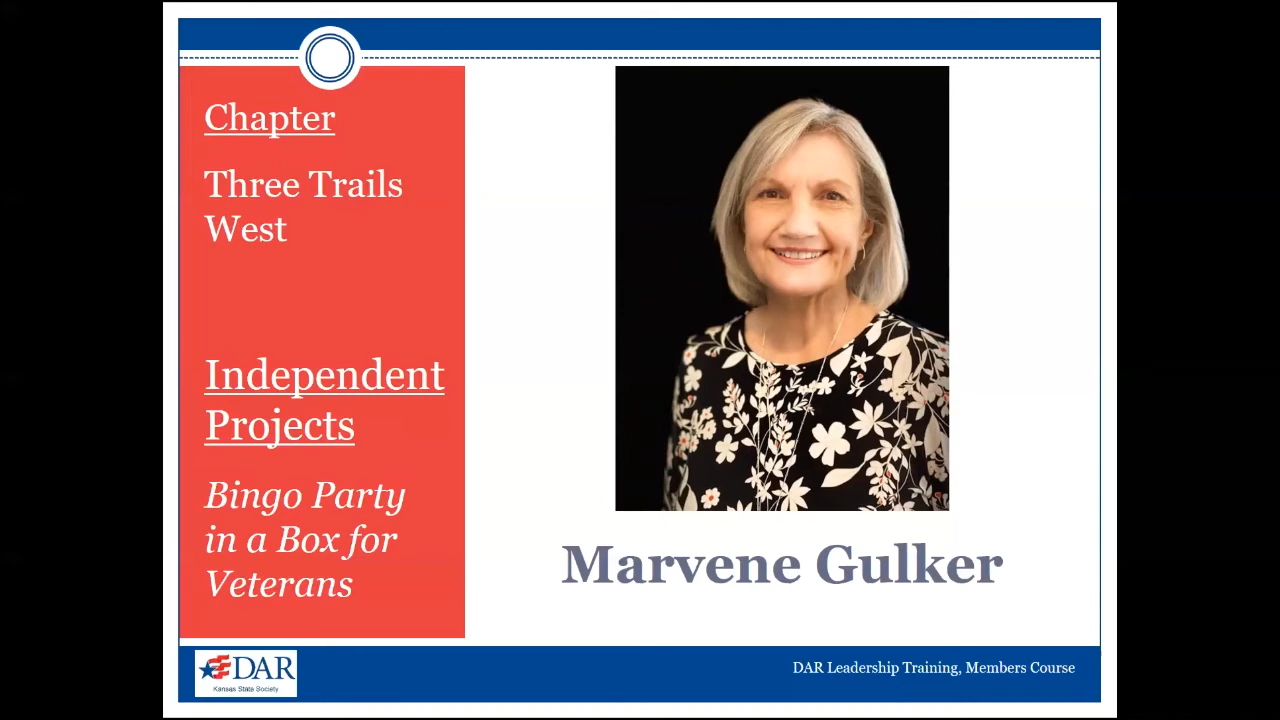 Chapter
Three Trails
West
Independent
Projects
Bingo Party
in a Box for
Veterans
Marvene Gulker
DAR
Kansas State Society
DAR Leadership Training, Members Course